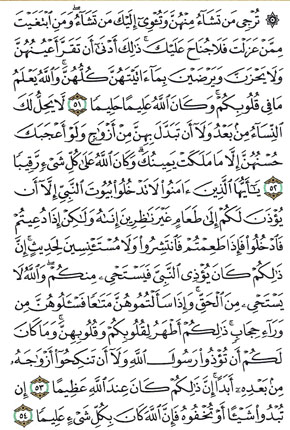 ۞ تُرْجِى مَن تَشَآءُ مِنْهُنَّ وَتُـْٔوِىٓ إِلَيْكَ مَن تَشَآءُ ۖ وَمَنِ ٱبْتَغَيْتَ
مِمَّنْ عَزَلْتَ فَلَا جُنَاحَ عَلَيْكَ ۚ ذَٰلِكَ أَدْنَىٰٓ أَن تَقَرَّ أَعْيُنُهُنَّ
وَلَا يَحْزَنَّ وَيَرْضَيْنَ بِمَآ ءَاتَيْتَهُنَّ كُلُّهُنَّ ۚ وَٱللَّهُ يَعْلَمُ
مَا فِى قُلُوبِكُمْ ۚ وَكَانَ ٱللَّهُ عَلِيمًا حَلِيمًا ٥١ لَّا يَحِلُّ لَكَ
ٱلنِّسَآءُ مِنۢ بَعْدُ وَلَآ أَن تَبَدَّلَ بِهِنَّ مِنْ أَزْوَٰجٍ وَلَوْ أَعْجَبَكَ
حُسْنُهُنَّ إِلَّا مَا مَلَكَتْ يَمِينُكَ ۗ وَكَانَ ٱللَّهُ عَلَىٰ كُلِّ شَىْءٍ رَّقِيبًا
٥٢ يَٰٓأَيُّهَا ٱلَّذِينَ ءَامَنُوا۟ لَا تَدْخُلُوا۟ بُيُوتَ ٱلنَّبِىِّ إِلَّآ أَن
يُؤْذَنَ لَكُمْ إِلَىٰ طَعَامٍ غَيْرَ نَٰظِرِينَ إِنَىٰهُ وَلَٰكِنْ إِذَا دُعِيتُمْ
فَٱدْخُلُوا۟ فَإِذَا طَعِمْتُمْ فَٱنتَشِرُوا۟ وَلَا مُسْتَـْٔنِسِينَ لِحَدِيثٍ ۚ إِنَّ
ذَٰلِكُمْ كَانَ يُؤْذِى ٱلنَّبِىَّ فَيَسْتَحْىِۦ مِنكُمْ ۖ وَٱللَّهُ لَا
يَسْتَحْىِۦ مِنَ ٱلْحَقِّ ۚ وَإِذَا سَأَلْتُمُوهُنَّ مَتَٰعًا فَسْـَٔلُوهُنَّ مِن
وَرَآءِ حِجَابٍ ۚ ذَٰلِكُمْ أَطْهَرُ لِقُلُوبِكُمْ وَقُلُوبِهِنَّ ۚ وَمَا كَانَ
لَكُمْ أَن تُؤْذُوا۟ رَسُولَ ٱللَّهِ وَلَآ أَن تَنكِحُوٓا۟ أَزْوَٰجَهُۥ
مِنۢ بَعْدِهِۦٓ أَبَدًا ۚ إِنَّ ذَٰلِكُمْ كَانَ عِندَ ٱللَّهِ عَظِيمًا ٥٣ إِن
تُبْدُوا۟ شَيْـًٔا أَوْ تُخْفُوهُ فَإِنَّ ٱللَّهَ كَانَ بِكُلِّ شَىْءٍ عَلِيمًا ٥٤